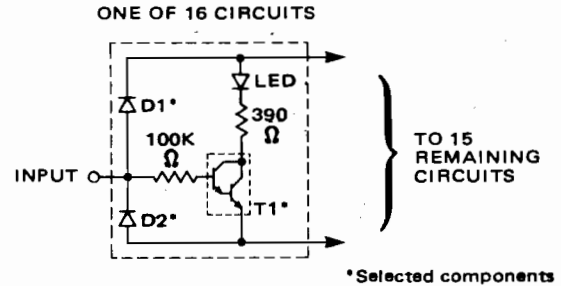 ONE OF 16 CIRCUITS
LED
D1*
390
Ω
100K
Ω
TO 15
REMAINING
CIRCUITS
INPUT
D2*
T1*
*Selected components